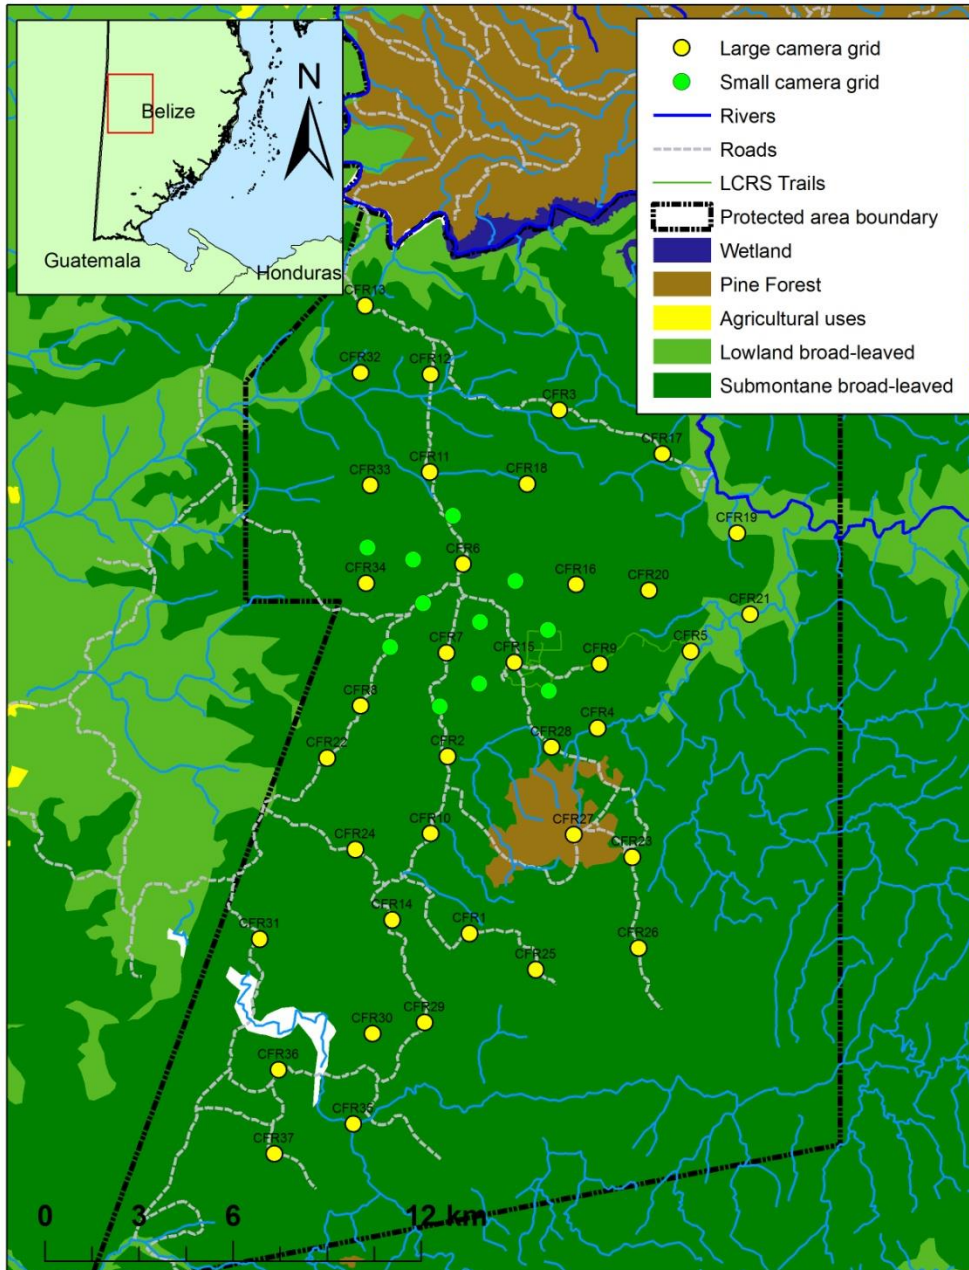 N
Belize
Guatemala
Honduras
Large camera grid
Small camera grid
Rivers
Roads
LCRS Trails
Protected area boundary
Wetland
Pine Forest
Agricultural uses
Lowland broad-leaved
Submontane broad-leaved
CFR13
CFR32
CFR12
CFR3
CFR17
CFR11
CFR33
CFR18
CFR19
CFR6
CFR34
CFR16
CFR20
CFR21
CFR7
CFR15
CFR9
CFR5
CFR8
CFR4
CFR22
CFR2
CFR28
CFR10
CFR27
CFR24
CFR23
CFR14
CFR1
CFR31
CFR26
CFR25
CFR29
CFR30
CFR36
CFR35
CFR37
0 3 6 12 km